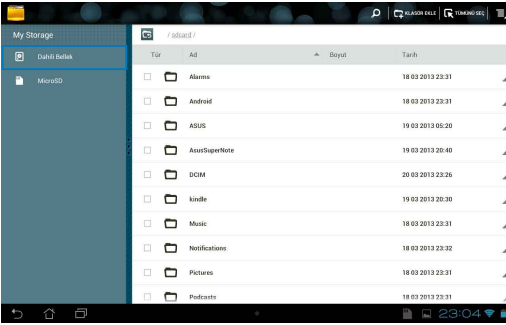 KLASÖR EKLE TÜMÜNÜ SEÇ
My Storage
/ sdcard /
Tür Ad Boyut Tarih
Dahili Bellek
Alarms 18 03 2013 23:31
MicroSD
Android 18 03 2013 23:31
ASUS 19 03 2013 05:20
AsusSuperNote 19 03 2013 20:40
DCIM 20 03 2013 23:26
kindle 19 03 2013 20:30
Music 18 03 2013 23:31
Notifications 18 03 2013 23:32
Pictures 18 03 2013 23:31
Podcasts 18 03 2013 23:31
23:04